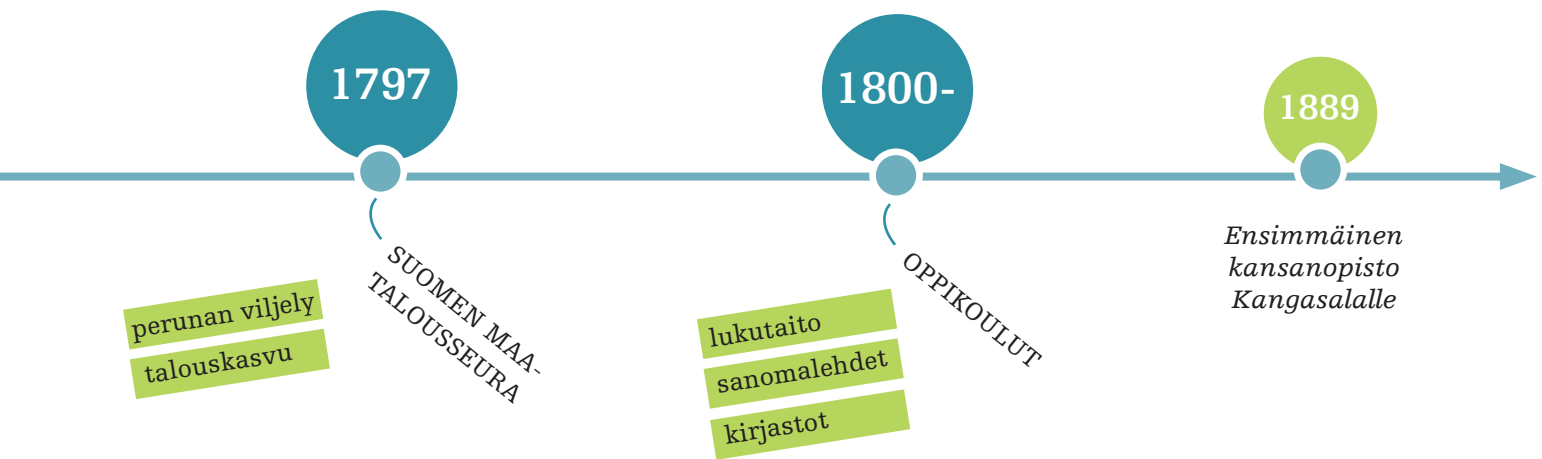 1797
SUOMEN MAA-
TALOUSSEURA
perunan viljely
talouskasvu
1800-
OPPIKOULUT
lukutaito
sanomalehdet
kirjastot
1889
Ensimmäinen
kansanopisto
Kangasalalle